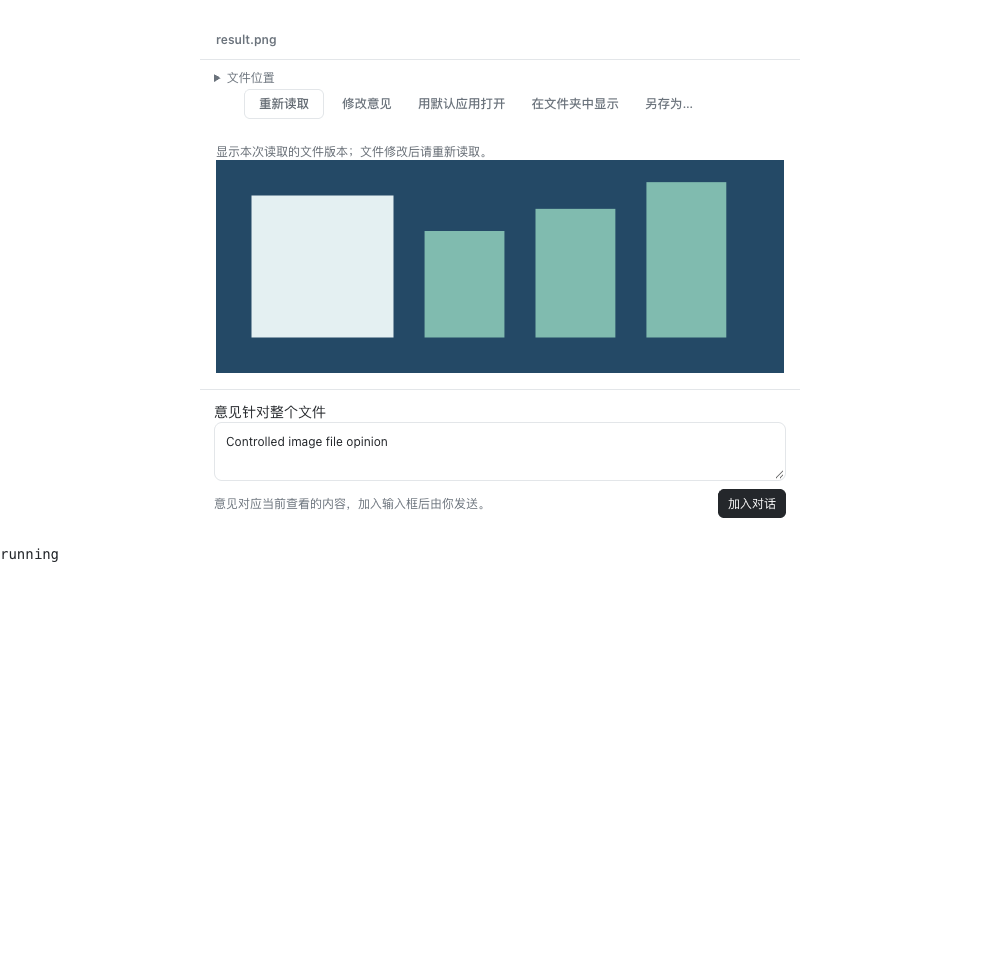 result.png
文件位置
重新读取 修改意见 用默认应用打开 在文件夹中显示 另存为...
显示本次读取的文件版本；文件修改后请重新读取。
意见针对整个文件
Controlled image file opinion
意见对应当前查看的内容，加入输入框后由你发送。 加入对话
running